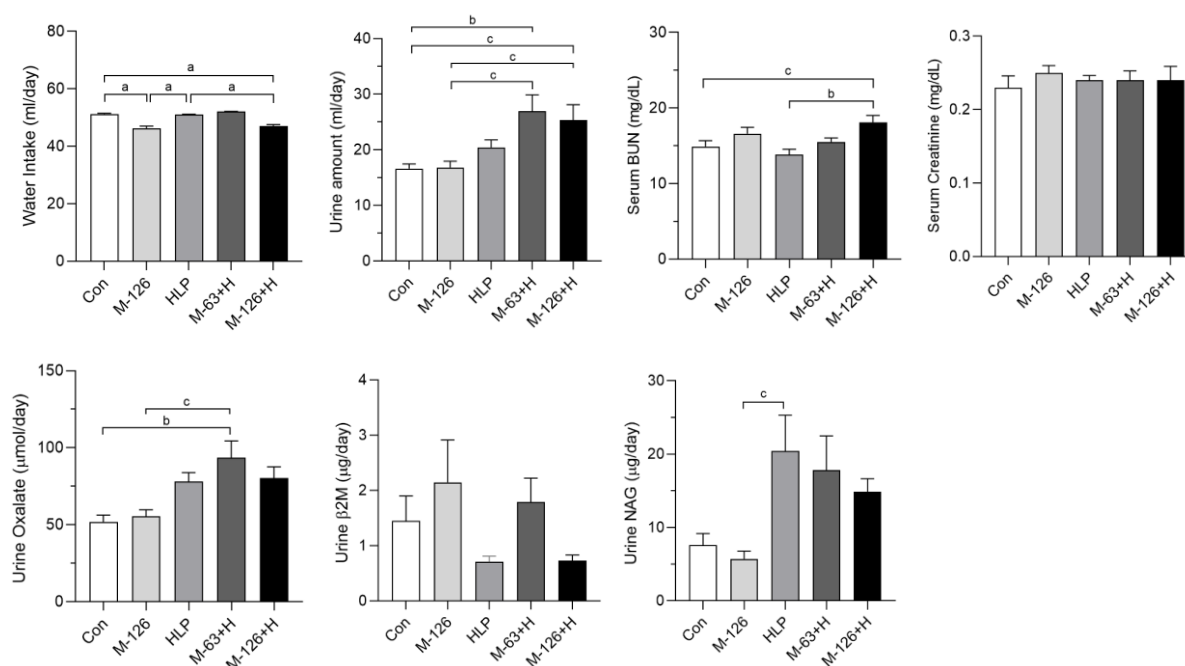 Water Intake (ml/day)
80
60
40
20
0
a
a
a
a
Con
M-126
HLP
M-63+H
M-126+H
Urine amount (ml/day)
40
30
20
10
0
b
c
c
c
Con
M-126
HLP
M-63+H
M-126+H
Serum BUN (mg/dL)
30
15
0
c
b
Con
M-126
HLP
M-63+H
M-126+H
Serum Creatinine (mg/dL)
0.3
0.2
0.1
0.0
Con
M-126
HLP
M-63+H
M-126+H
Urine Oxalate (μmol/day)
150
100
50
0
c
b
Con
M-126
HLP
M-63+H
M-126+H
Urine β2M (μg/day)
4
3
2
1
0
Con
M-126
HLP
M-63+H
M-126+H
Urine NAG (μg/day)
30
20
10
0
c
Con
M-126
HLP
M-63+H
M-126+H